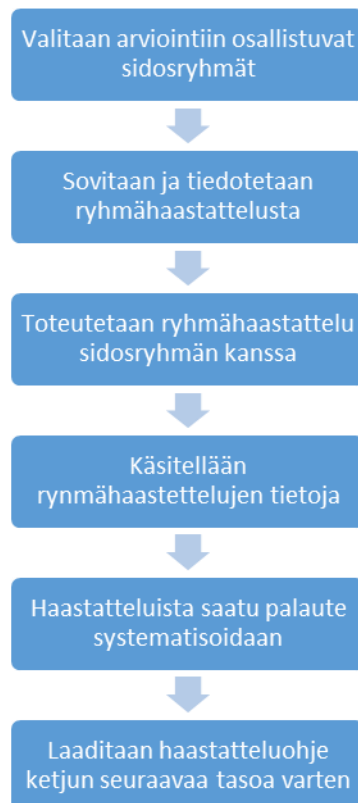 Valitaan arviointiin osallistuvat
sidosryhmät
Sovitaan ja tiedotetaan
ryhmähaastattelusta
Toteutetaan ryhmähaastattelu
sidosryhmän kanssa
Käsitellään
rynmähaastettelujen tietoja
Haastatteluista saatu palaute
systematisoidaan
Laaditaan haastatteluohje
ketjun seuraavaa tasoa varten